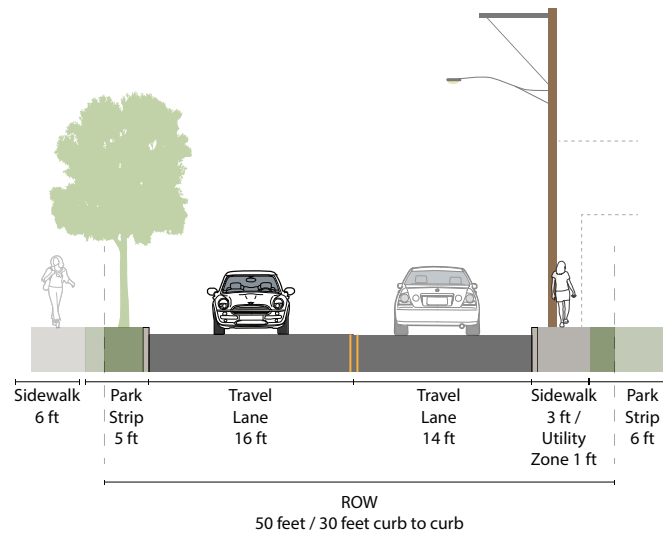 Sidewalk
6 ft
Park
Strip
5 ft
Travel
Lane
16 ft
Travel
Lane
14 ft
Sidewalk
3 ft /
Utility
Zone 1 ft
Park
Strip
6 ft
ROW
50 feet / 30 feet curb to curb